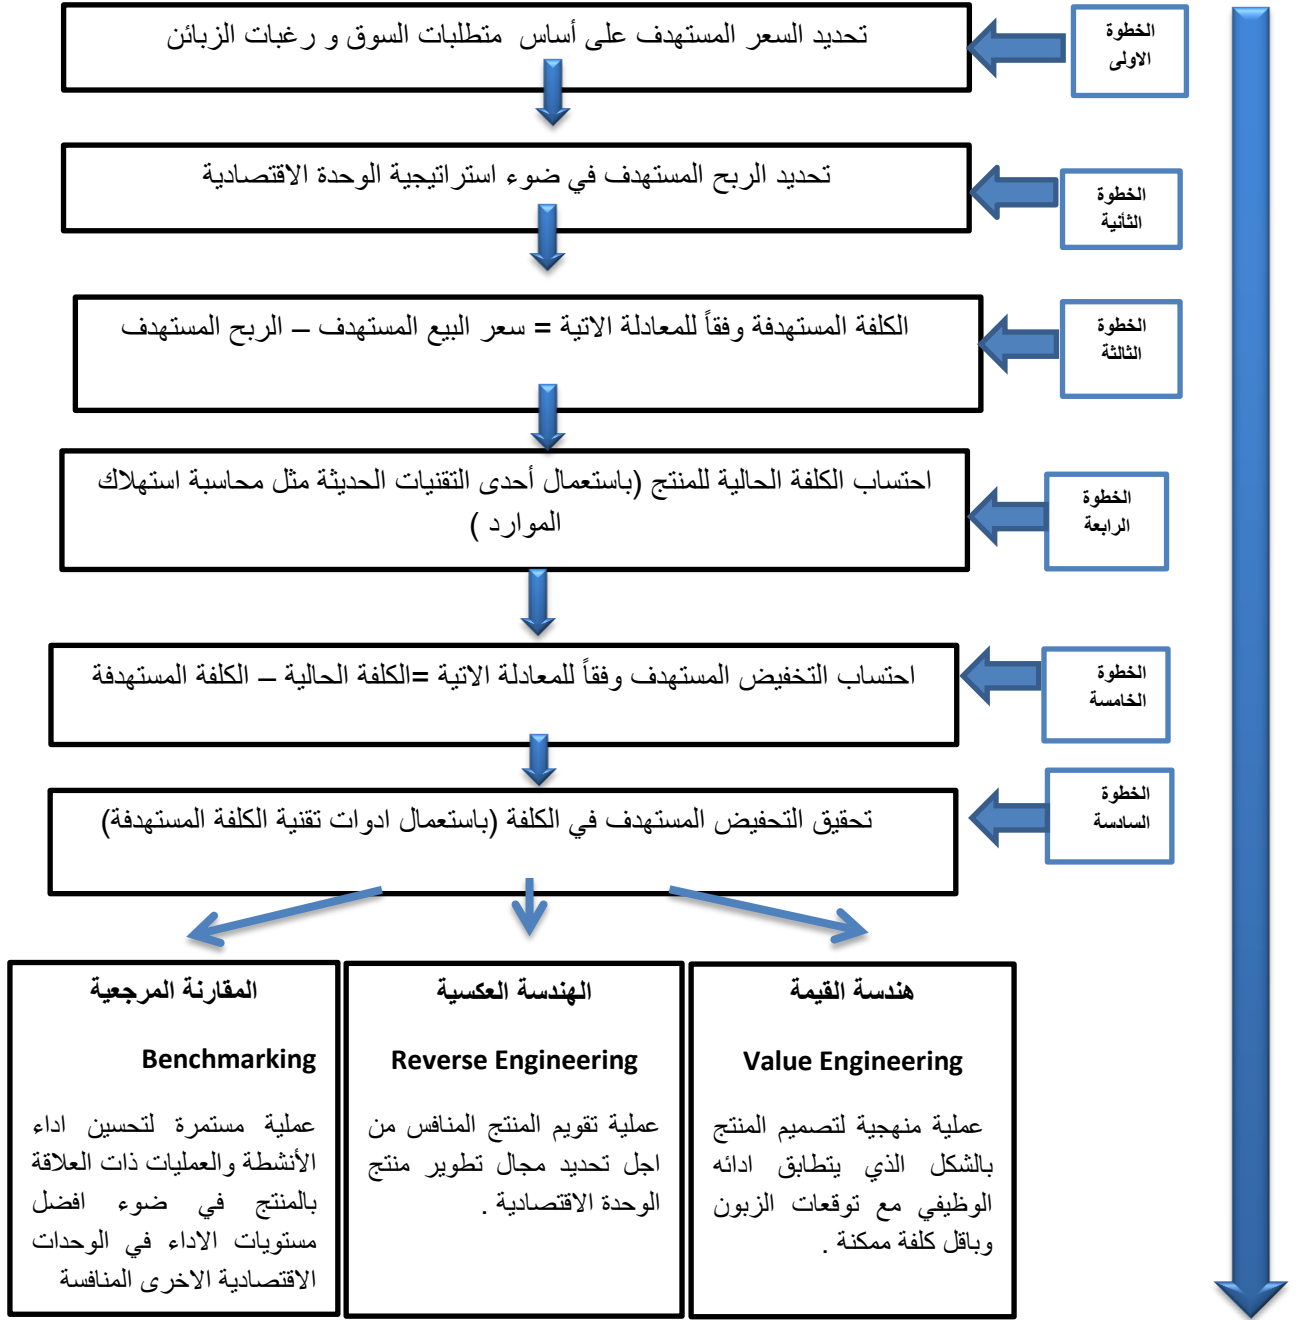 الخطوة
الاولى
تحديد السعر المستهدف على أساس متطلبات السوق و رغبات الزبائن
الخطوة
الثأنية
تحديد الربح المستهدف في ضوء استراتيجية الوحدة الاقتصادية
الخطوة
الثالثة
الكلفة المستهدفة وفقاً للمعادلة الاتية = سعر البيع المستهدف – الربح المستهدف
الخطوة
الرابعة
احتساب الكلفة الحالية للمنتج (باستعمال أحدى التقنيات الحديثة مثل محاسبة استهلاك
الموارد )
الخطوة
الخامسة
احتساب التخفيض المستهدف وفقاً للمعادلة الاتية =الكلفة الحالية – الكلفة المستهدفة
الخطوة
السادسة
تحقيق التحفيض المستهدف في الكلفة (باستعمال ادوات تقنية الكلفة المستهدفة)
هندسة القيمة
Value Engineering
عملية منهجية لتصميم المنتج
بالشكل الذي يتطابق ادائه
الوظيفي مع توقعات الزبون
وباقل كلفة ممكنة .
الهندسة العكسية
Reverse Engineering
عملية تقويم المنتج المنافس من
اجل تحديد مجال تطوير منتج
الوحدة الاقتصادية .
المقارنة المرجعية
Benchmarking
عملية مستمرة لتحسين اداء
الأنشطة والعمليات ذات العلاقة
بالمنتج في ضوء افضل
مستويات الاداء في الوحدات
الاقتصادية الاخرى المنافسة